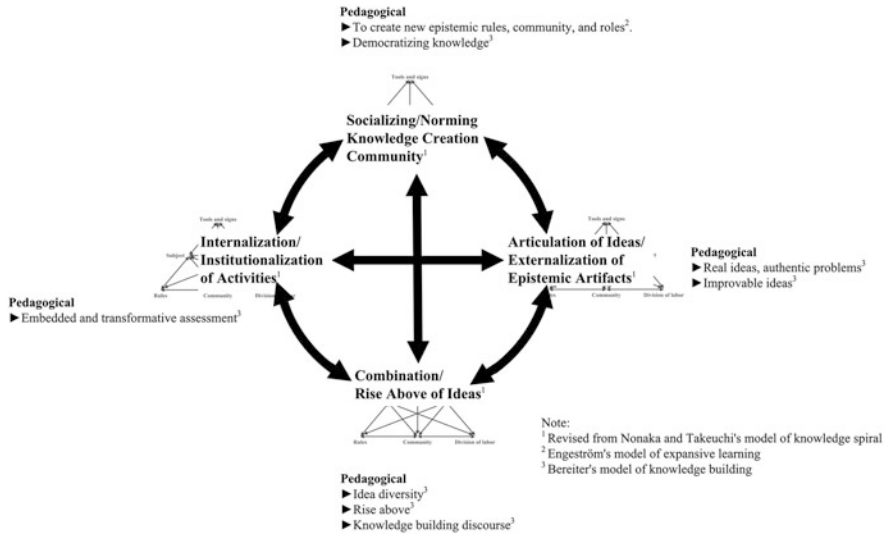 Pedagogical
►To create new epistemic rules, community, and roles².
►Democratizing knowledge³
Tools and signs
Socializing/Norming
Knowledge Creation
Community¹
Tools and signs
Internalization/
Subject
Institutionalization
of Activities¹
Rules
Community
Tools and signs
Articulation of Ideas/
Externalization of
Epistemic Artifacts¹
Community
Division of labor
Pedagogical
►Real ideas, authentic problems³
►Improvable ideas³
Pedagogical
►Embedded and transformative assessment³
Combination/
Rise Above of Ideas¹
Rules
Community
Division of labor
Note:
¹ Revised from Nonaka and Takeuchi's model of knowledge spiral
² Engeström's model of expansive learning
³ Bereiter's model of knowledge building
Pedagogical
►Idea diversity³
►Rise above³
►Knowledge building discourse³